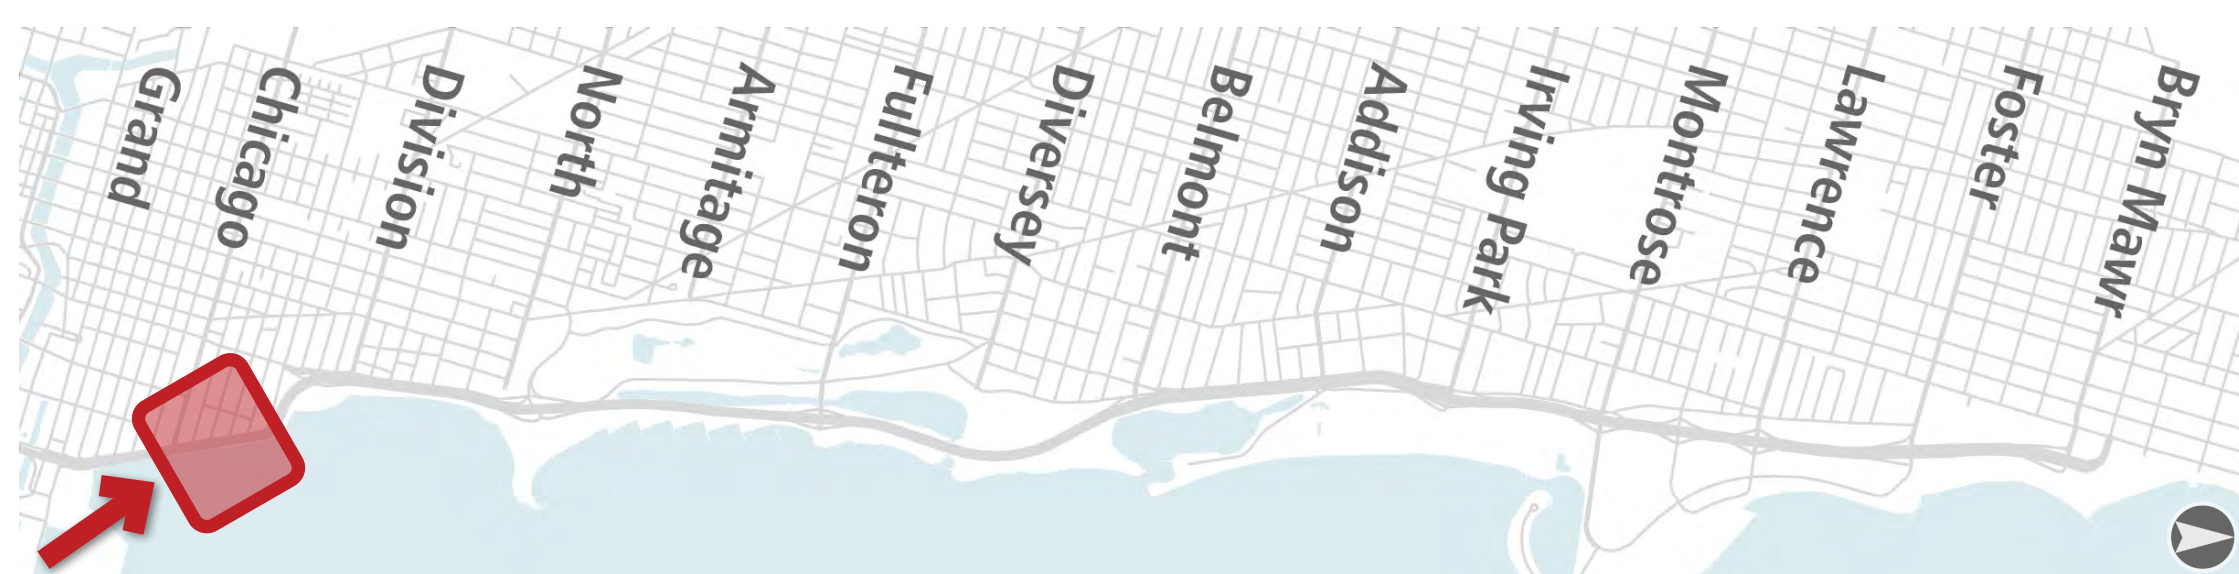 Grand
Chicago
Division
North
Armitage
Fullteron
Diversey
Belmont
Addison
Irving Park
Montrose
Lawrence
Foster
Bryn Mawr